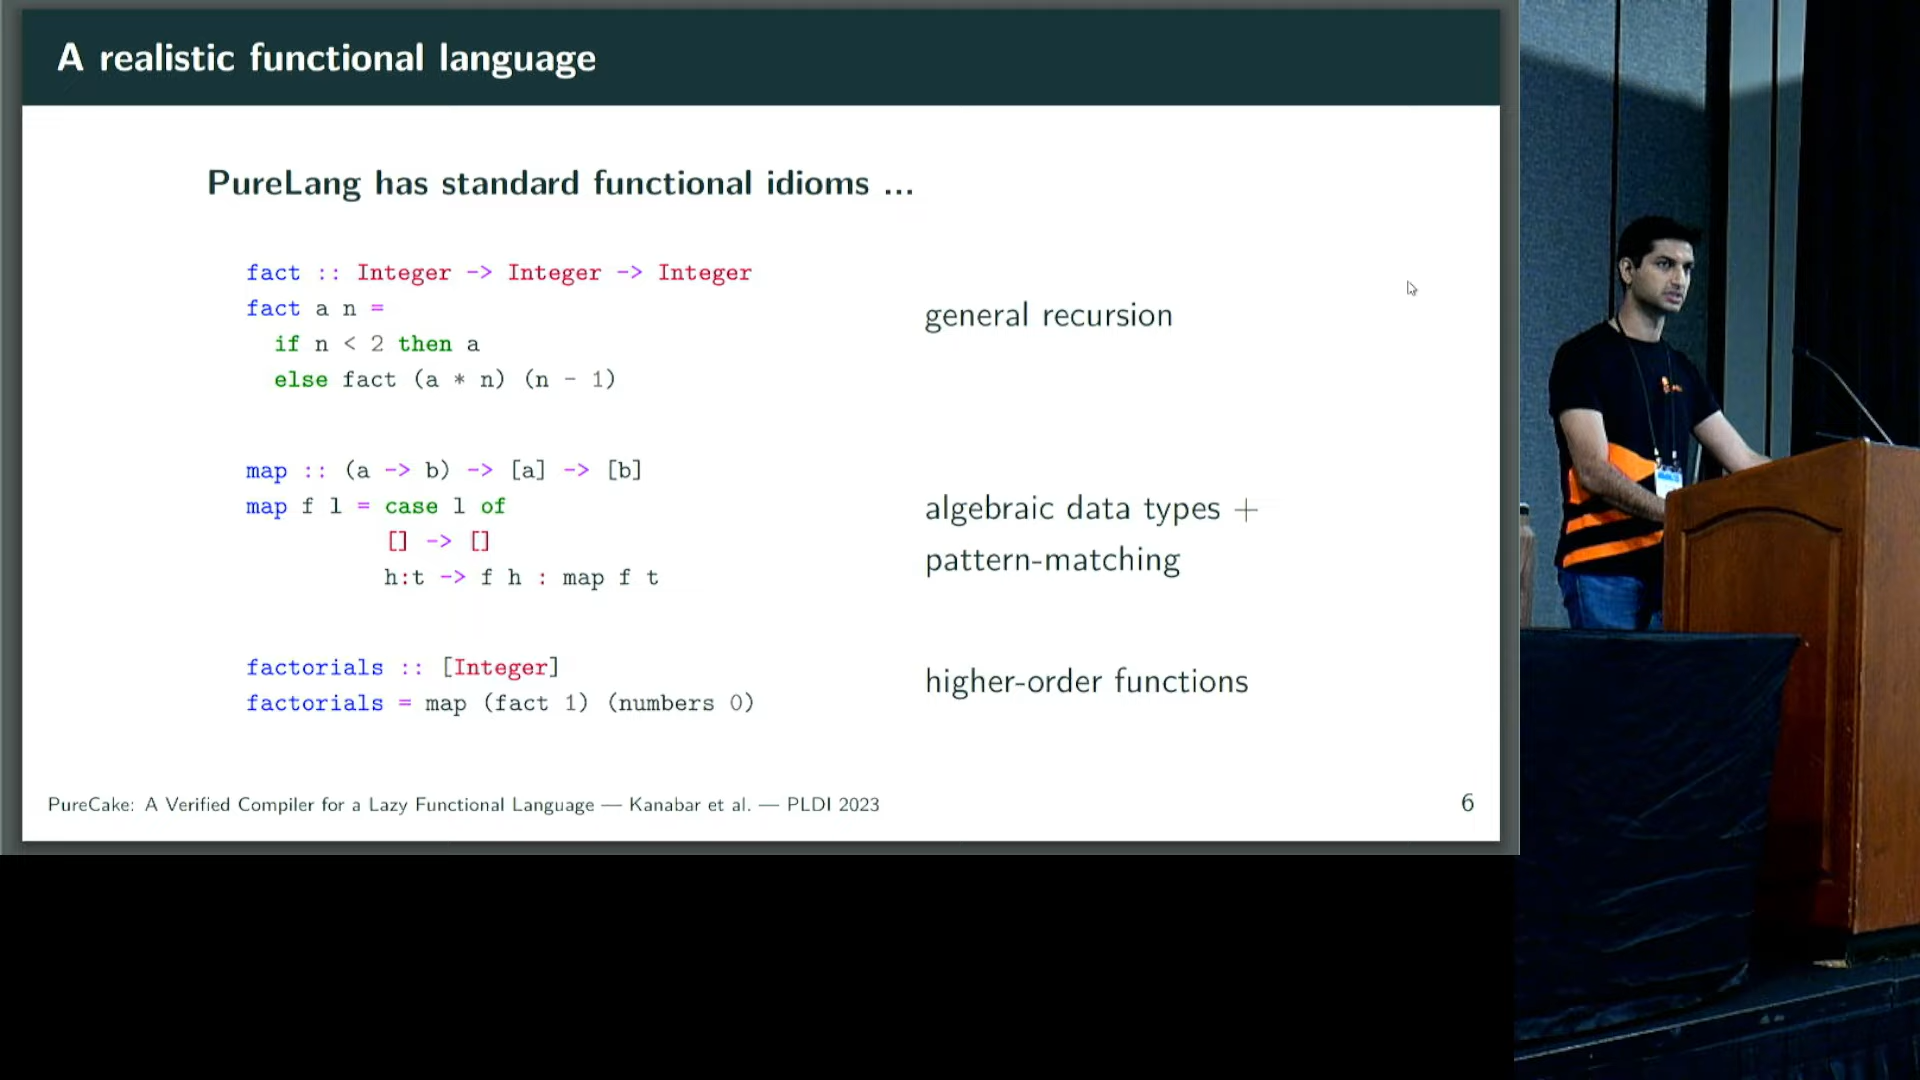 A realistic functional language
PureLang has standard functional idioms ...
fact :: Integer -> Integer -> Integer
fact a n =
  if n < 2 then a
  else fact (a * n) (n - 1)
general recursion
map :: (a -> b) -> [a] -> [b]
map f l = case l of
          [] -> []
          h:t -> f h : map f t
algebraic data types +
pattern-matching
factorials :: [Integer]
factorials = map (fact 1) (numbers 0)
higher-order functions
PureCake: A Verified Compiler for a Lazy Functional Language — Kanabar et al. — PLDI 2023
6